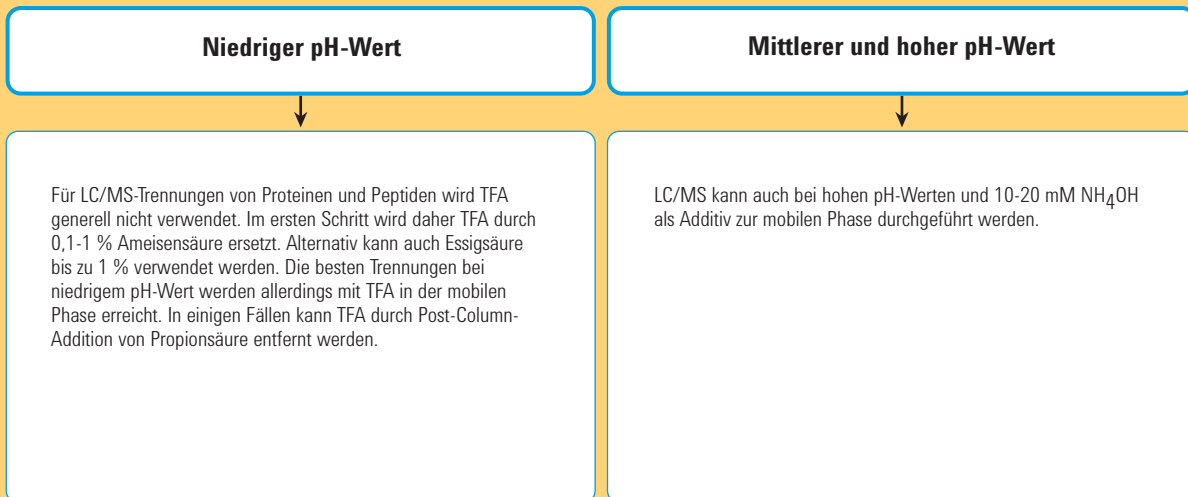 Niedriger pH-Wert
Für LC/MS-Trennungen von Proteinen und Peptiden wird TFA
generell nicht verwendet. Im ersten Schritt wird daher TFA durch
0,1-1 % Ameisensäure ersetzt. Alternativ kann auch Essigsäure
bis zu 1 % verwendet werden. Die besten Trennungen bei
niedrigem pH-Wert werden allerdings mit TFA in der mobilen
Phase erreicht. In einigen Fällen kann TFA durch Post-Column-
Addition von Propionsäure entfernt werden.
Mittlerer und hoher pH-Wert
LC/MS kann auch bei hohen pH-Werten und 10-20 mM NH4OH
als Additiv zur mobilen Phase durchgeführt werden.